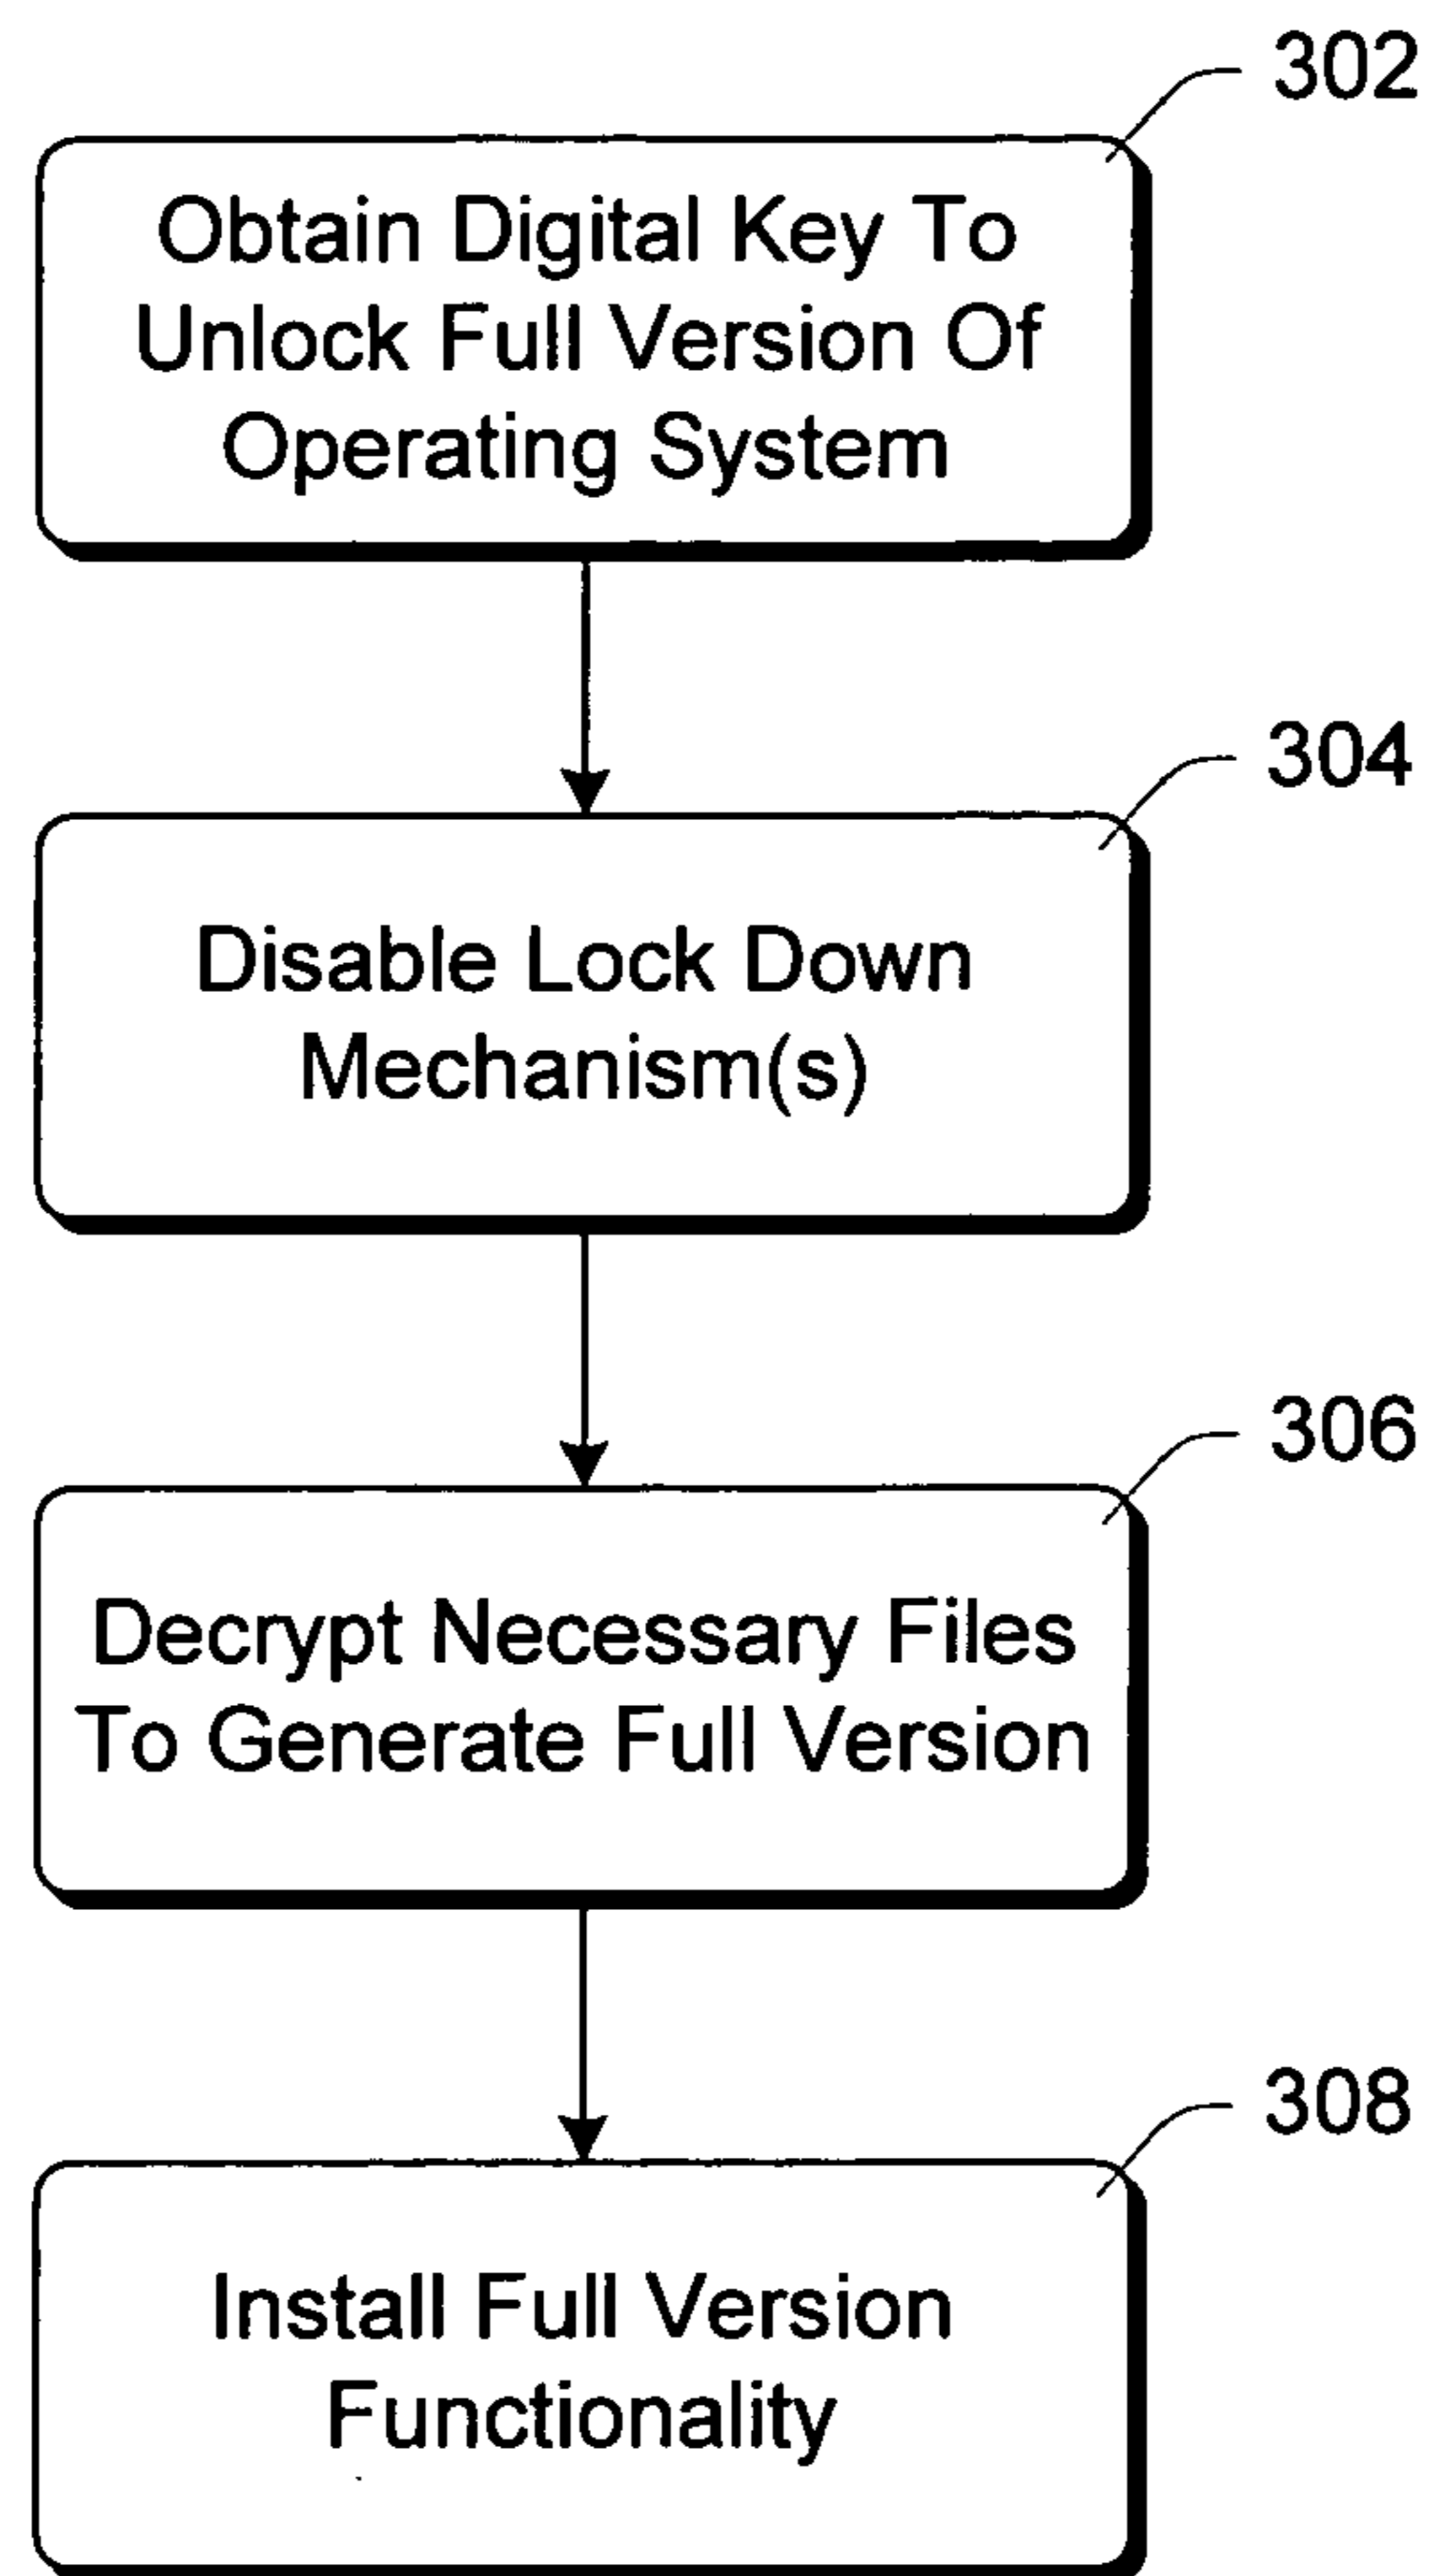 302
Obtain Digital Key To
Unlock Full Version Of
Operating System
304
Disable Lock Down
Mechanism(s)
306
Decrypt Necessary Files
To Generate Full Version
308
Install Full Version
Functionality